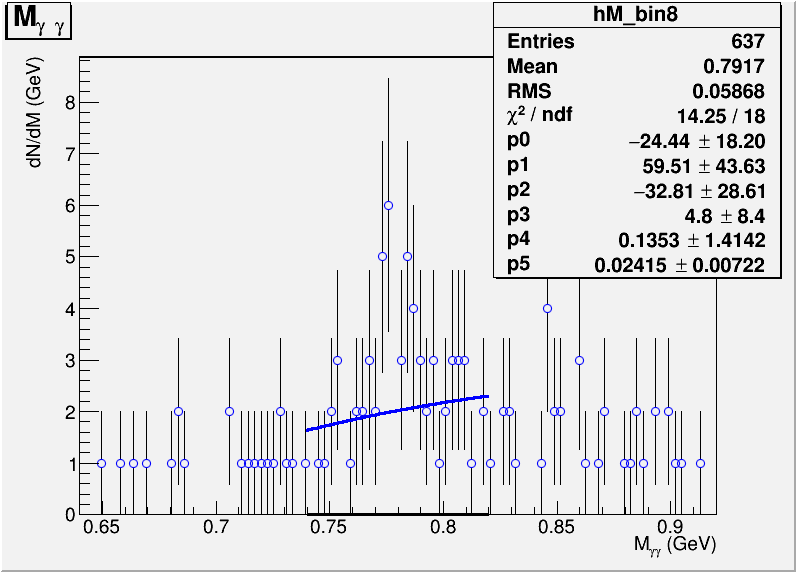 Mγ γ
hM_bin8
Entries 637
Mean 0.7917
RMS 0.05868
χ² / ndf 14.25 / 18
p0 −24.44 ± 18.20
p1 59.51 ± 43.63
p2 −32.81 ± 28.61
p3 4.8 ± 8.4
p4 0.1353 ± 1.4142
p5 0.02415 ± 0.00722
dN/dM (GeV)
8
7
6
5
4
3
2
1
0
0.65 0.7 0.75 0.8 0.85 0.9
Mγγ (GeV)